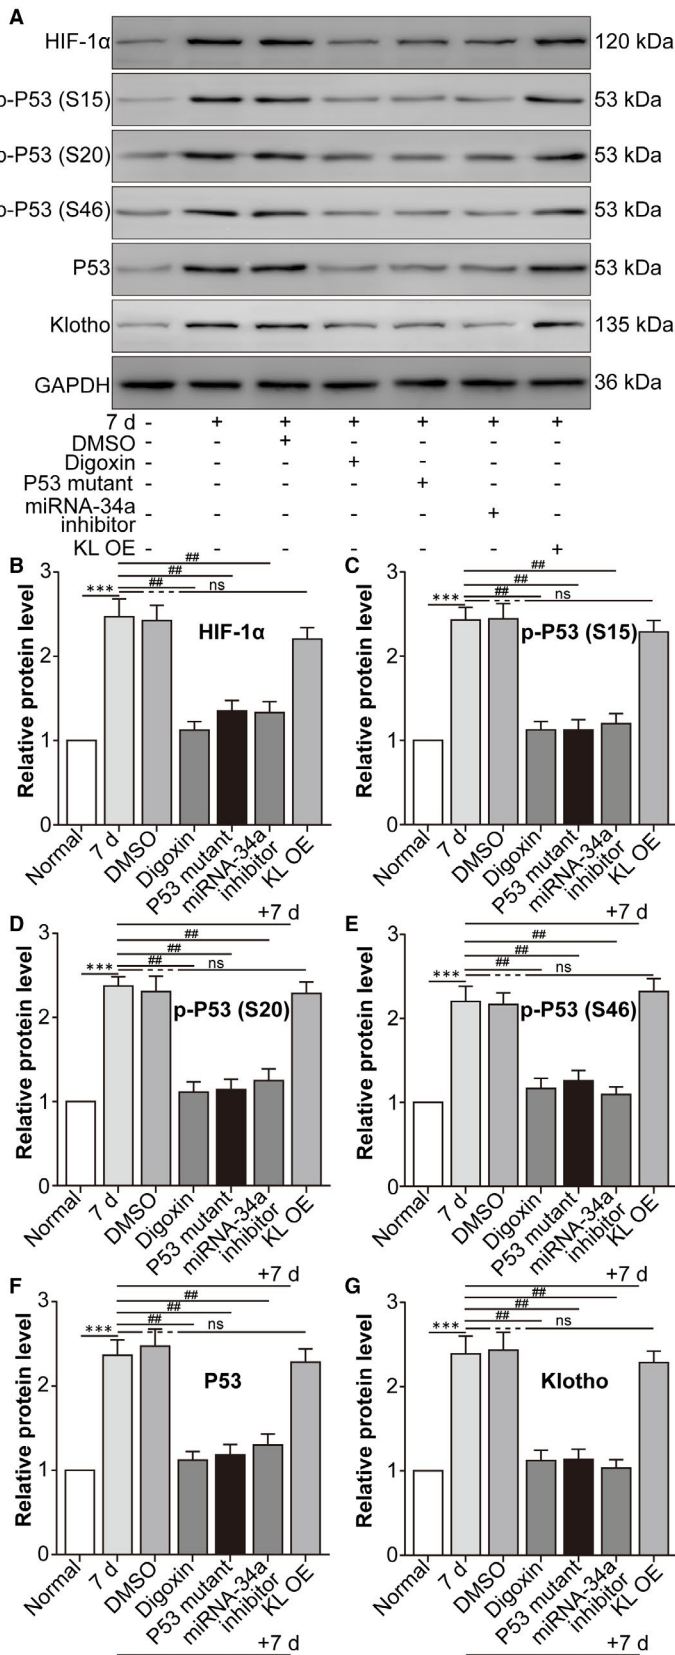 A
HIF-1α 120 kDa
p-P53 (S15) 53 kDa
p-P53 (S20) 53 kDa
p-P53 (S46) 53 kDa
P53 53 kDa
Klotho 135 kDa
GAPDH 36 kDa
7 d - + + + + + +
DMSO - - + - - - -
Digoxin - - - + - - -
P53 mutant - - - - + - -
miRNA-34a
inhibitor - - - - - + -
KL OE - - - - - - +
B
Relative protein level
3
2
1
0
*** ## ## ## ns
HIF-1α
Normal
7 d
DMSO
Digoxin
P53 mutant
miRNA-34a
inhibitor
KL OE
+7 d
C
Relative protein level
3
2
1
0
*** ## ## ## ns
p-P53 (S15)
Normal
7 d
DMSO
Digoxin
P53 mutant
miRNA-34a
inhibitor
KL OE
+7 d
D
Relative protein level
3
2
1
0
*** ## ## ## ns
p-P53 (S20)
Normal
7 d
DMSO
Digoxin
P53 mutant
miRNA-34a
inhibitor
KL OE
+7 d
E
Relative protein level
3
2
1
0
*** ## ## ## ns
p-P53 (S46)
Normal
7 d
DMSO
Digoxin
P53 mutant
miRNA-34a
inhibitor
KL OE
+7 d
F
Relative protein level
3
2
1
0
*** ## ## ## ns
P53
Normal
7 d
DMSO
Digoxin
P53 mutant
miRNA-34a
inhibitor
KL OE
+7 d
G
Relative protein level
3
2
1
0
*** ## ## ## ns
Klotho
Normal
7 d
DMSO
Digoxin
P53 mutant
miRNA-34a
inhibitor
KL OE
+7 d